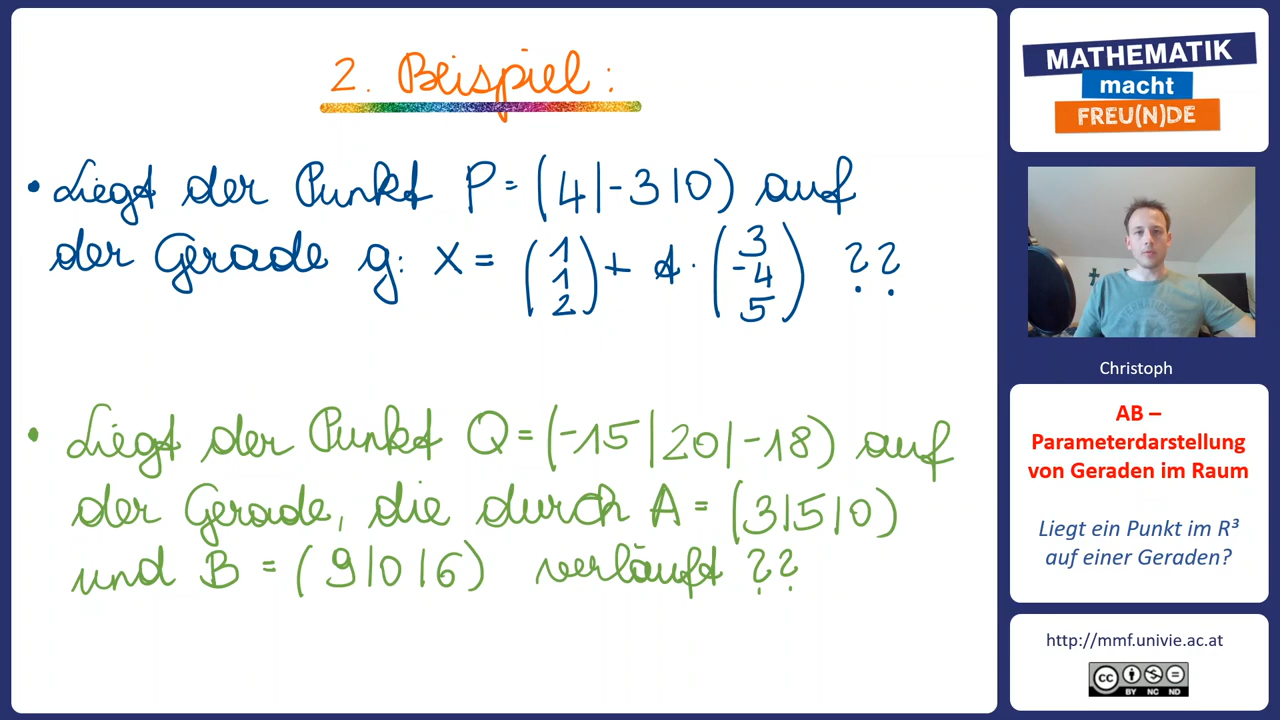 2. Beispiel:
• Liegt der Punkt P = (4|-3|0) auf
der Gerade g: X = (1 1 2) + t · (3 -4 5) ??
• Liegt der Punkt Q = (-15|20|-18) auf
der Gerade, die durch A = (3|5|0)
und B = (9|0|6) verläuft ??
MATHEMATIK
macht
FREU(N)DE
Christoph
AB –
Parameterdarstellung
von Geraden im Raum
Liegt ein Punkt im R³
auf einer Geraden?
http://mmf.univie.ac.at
CC BY NC ND